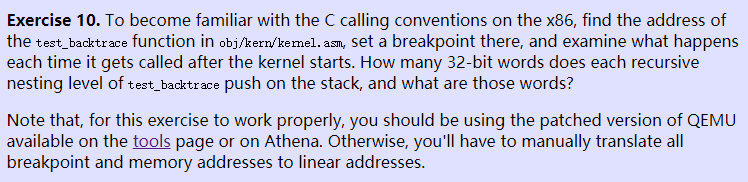 Exercise 10. To become familiar with the C calling conventions on the x86, find the address of
the test_backtrace function in obj/kern/kernel.asm, set a breakpoint there, and examine what happens
each time it gets called after the kernel starts. How many 32-bit words does each recursive
nesting level of test_backtrace push on the stack, and what are those words?
Note that, for this exercise to work properly, you should be using the patched version of QEMU
available on the tools page or on Athena. Otherwise, you'll have to manually translate all
breakpoint and memory addresses to linear addresses.